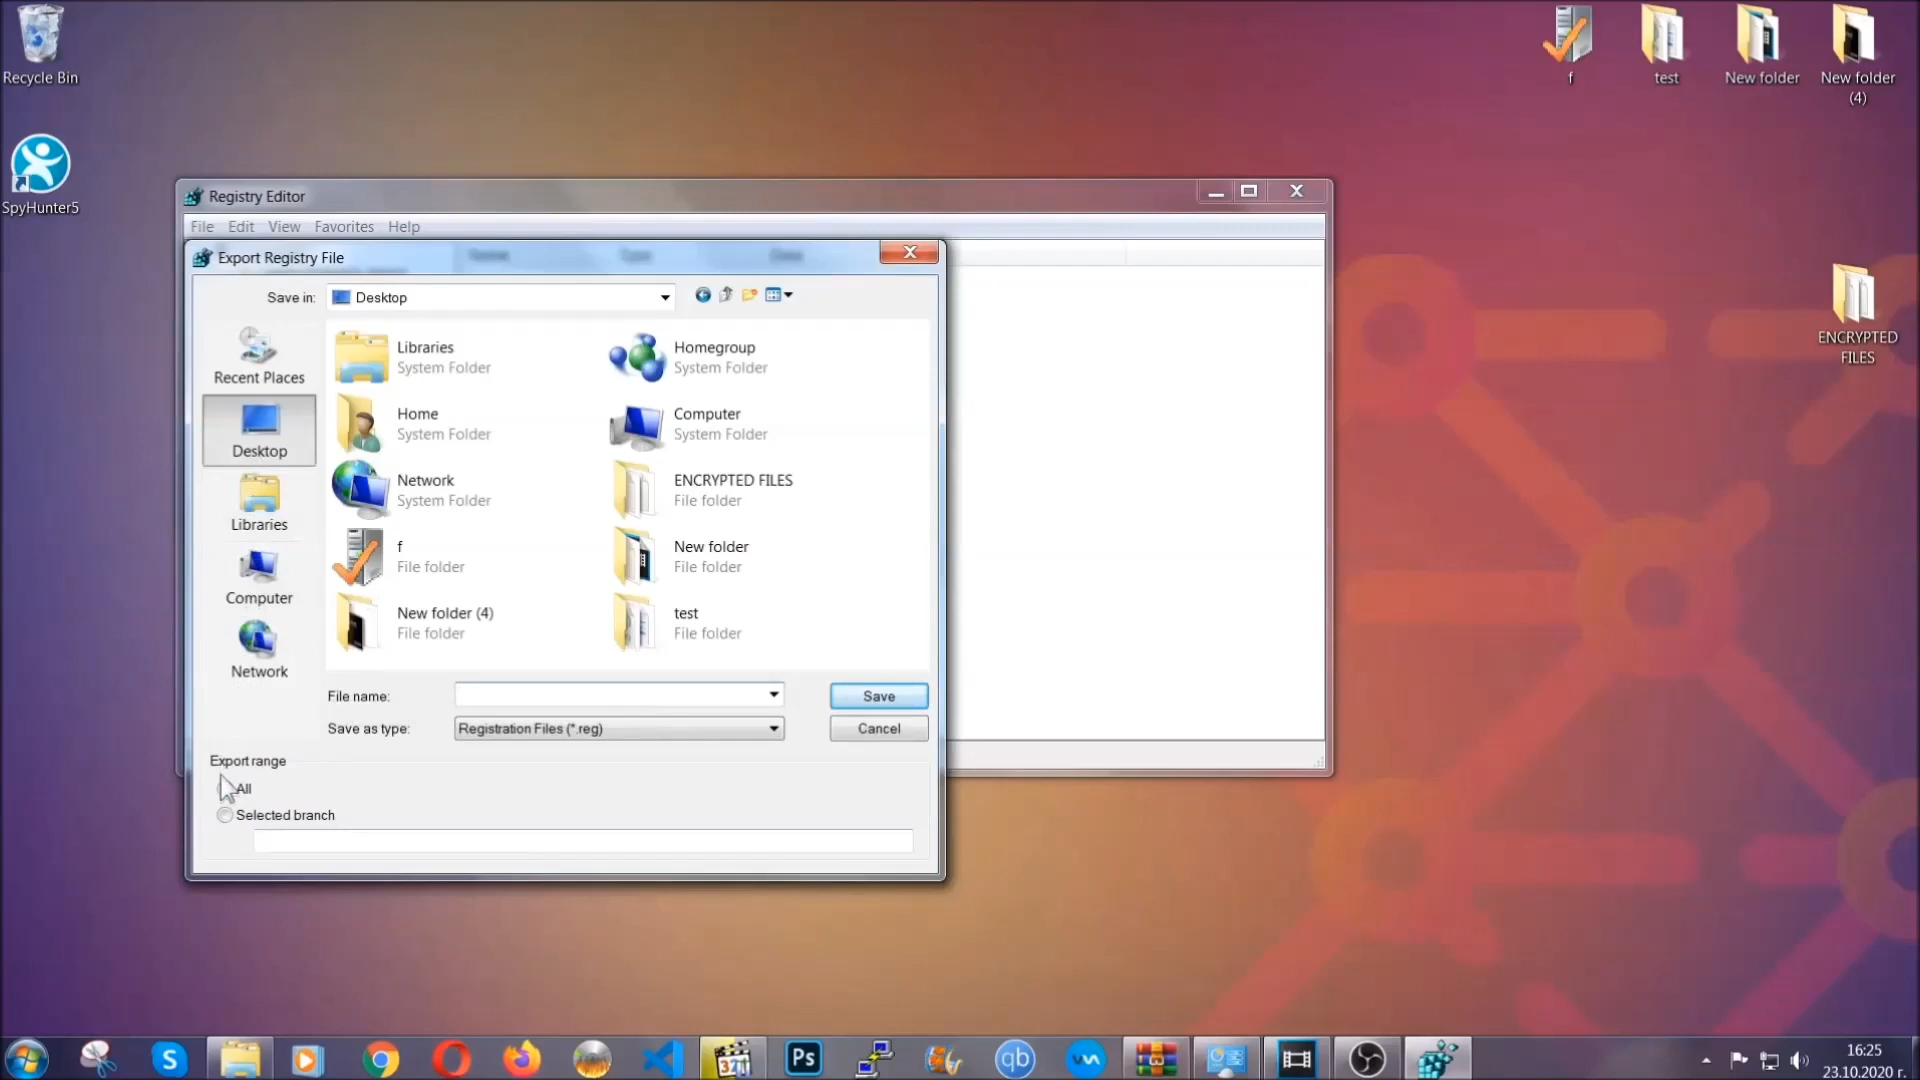 Recycle Bin
SpyHunter5
f
test
New folder
New folder
(4)
ENCRYPTED
FILES
Registry Editor
File Edit View Favorites Help
Export Registry File
Save in:
Desktop
Recent Places
Desktop
Libraries
Computer
Network
Libraries
System Folder
Homegroup
System Folder
Home
System Folder
Computer
System Folder
Network
System Folder
ENCRYPTED FILES
File folder
f
File folder
New folder
File folder
New folder (4)
File folder
test
File folder
File name:
Save
Save as type:
Registration Files (*.reg)
Cancel
Export range
All
Selected branch
S
321
Ps
qb
16:25
23.10.2020 г.